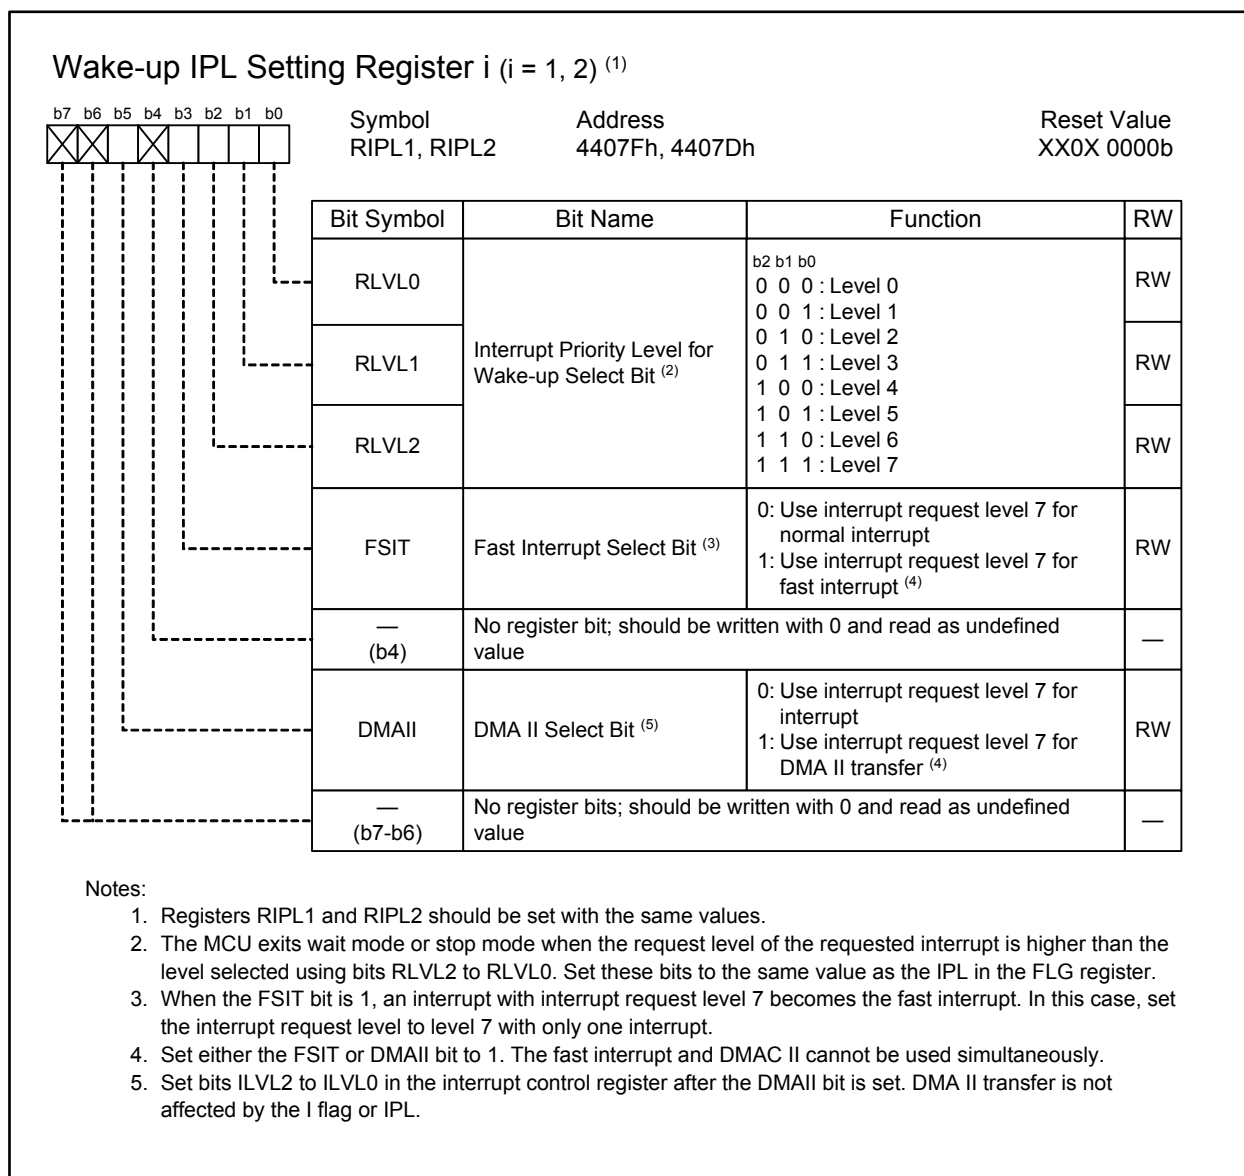 Wake-up IPL Setting Register i (i = 1, 2) (1)
b7 b6 b5 b4 b3 b2 b1 b0
Symbol Address Reset Value
RIPL1, RIPL2 4407Fh, 4407Dh XX0X 0000b
Bit Symbol Bit Name Function RW
RLVL0 RW
RLVL1 RW
RLVL2 RW
Interrupt Priority Level for
Wake-up Select Bit (2)
b2 b1 b0
0 0 0 : Level 0
0 0 1 : Level 1
0 1 0 : Level 2
0 1 1 : Level 3
1 0 0 : Level 4
1 0 1 : Level 5
1 1 0 : Level 6
1 1 1 : Level 7
FSIT Fast Interrupt Select Bit (3) RW
0: Use interrupt request level 7 for
normal interrupt
1: Use interrupt request level 7 for
fast interrupt (4)
—
(b4)
No register bit; should be written with 0 and read as undefined
value
—
DMAII DMA II Select Bit (5) RW
0: Use interrupt request level 7 for
interrupt
1: Use interrupt request level 7 for
DMA II transfer (4)
—
(b7-b6)
No register bits; should be written with 0 and read as undefined
value
—
Notes:
1. Registers RIPL1 and RIPL2 should be set with the same values.
2. The MCU exits wait mode or stop mode when the request level of the requested interrupt is higher than the
level selected using bits RLVL2 to RLVL0. Set these bits to the same value as the IPL in the FLG register.
3. When the FSIT bit is 1, an interrupt with interrupt request level 7 becomes the fast interrupt. In this case, set
the interrupt request level to level 7 with only one interrupt.
4. Set either the FSIT or DMAII bit to 1. The fast interrupt and DMAC II cannot be used simultaneously.
5. Set bits ILVL2 to ILVL0 in the interrupt control register after the DMAII bit is set. DMA II transfer is not
affected by the I flag or IPL.